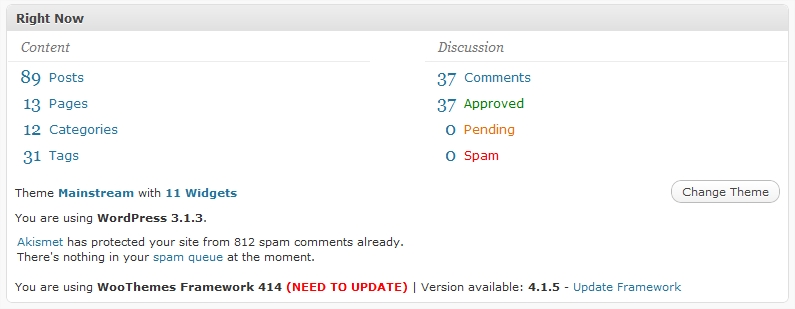 Right Now
Content
Discussion
89 Posts
37 Comments
13 Pages
37 Approved
12 Categories
0 Pending
31 Tags
0 Spam
Theme Mainstream with 11 Widgets
Change Theme
You are using WordPress 3.1.3.
Akismet has protected your site from 812 spam comments already.
There's nothing in your spam queue at the moment.
You are using WooThemes Framework 414 (NEED TO UPDATE) | Version available: 4.1.5 - Update Framework